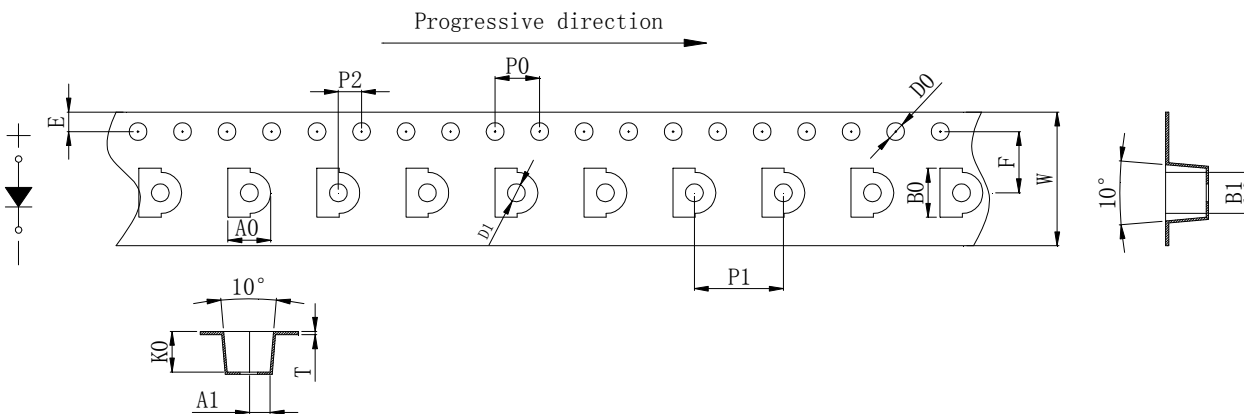 Progressive direction
P2
P0
D0
E
+
F
W
B0
10°
B1
A0
D1
P1
−
10°
K0
T
A1